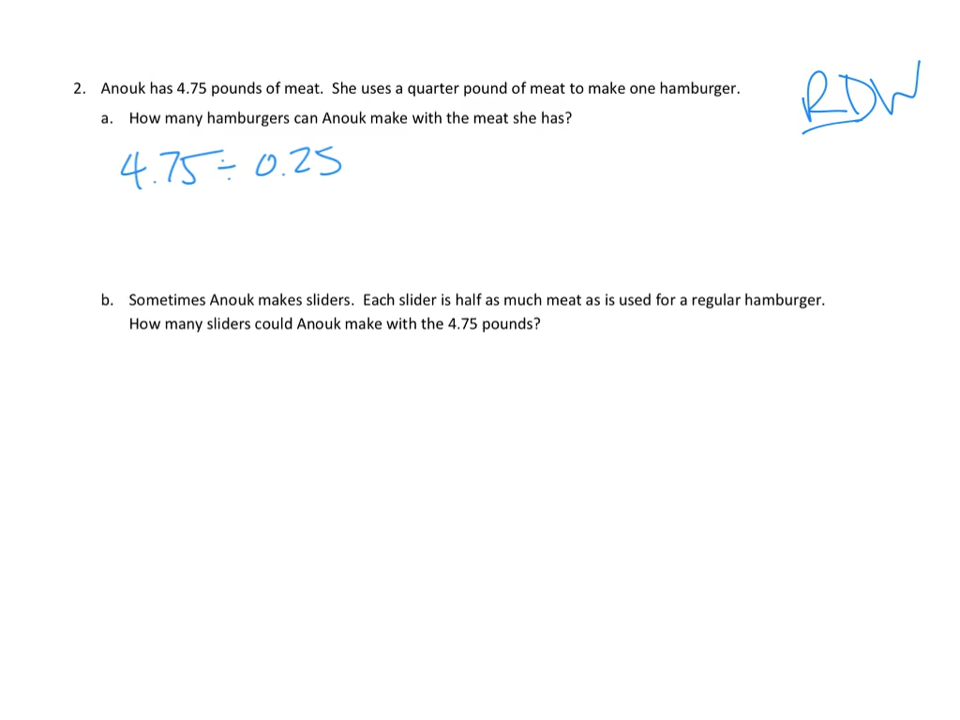 2. Anouk has 4.75 pounds of meat. She uses a quarter pound of meat to make one hamburger.
RDW
a. How many hamburgers can Anouk make with the meat she has?
4.75 ÷ 0.25
b. Sometimes Anouk makes sliders. Each slider is half as much meat as is used for a regular hamburger.
How many sliders could Anouk make with the 4.75 pounds?